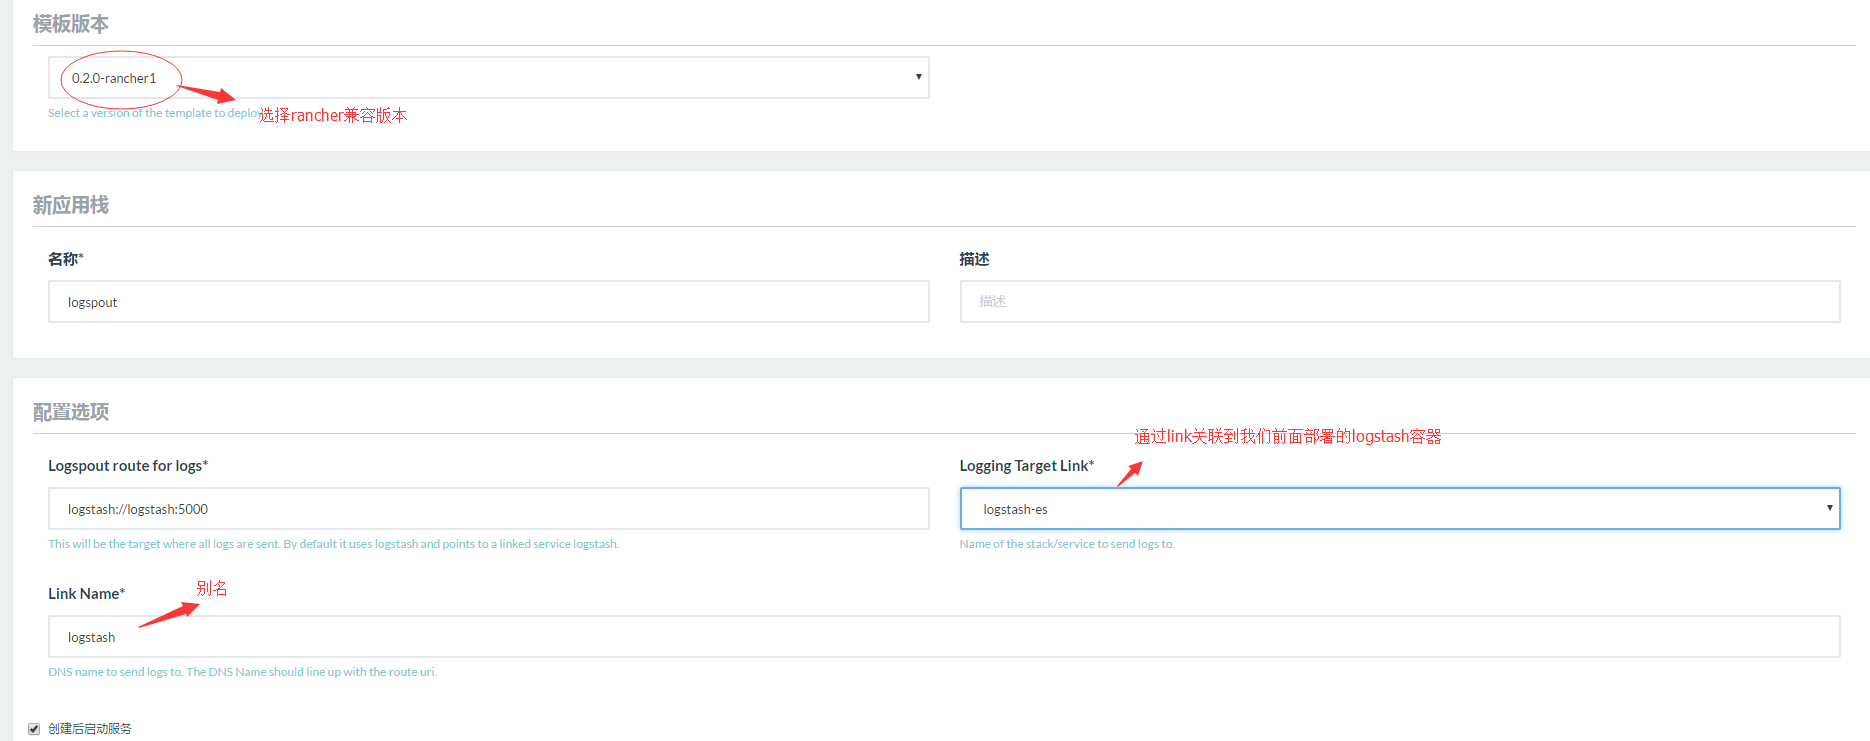 模板版本
0.2.0-rancher1
Select a version of the template to deploy
选择rancher兼容版本
新应用栈
名称*
描述
logspout
描述
配置选项
通过link关联到我们前面部署的logstash容器
Logspout route for logs*
Logging Target Link*
logstash://logstash:5000
logstash-es
This will be the target where all logs are sent. By default it uses logstash and points to a linked service logstash.
Name of the stack/service to send logs to.
别名
Link Name*
logstash
DNS name to send logs to. The DNS Name should line up with the route uri.
创建后启动服务